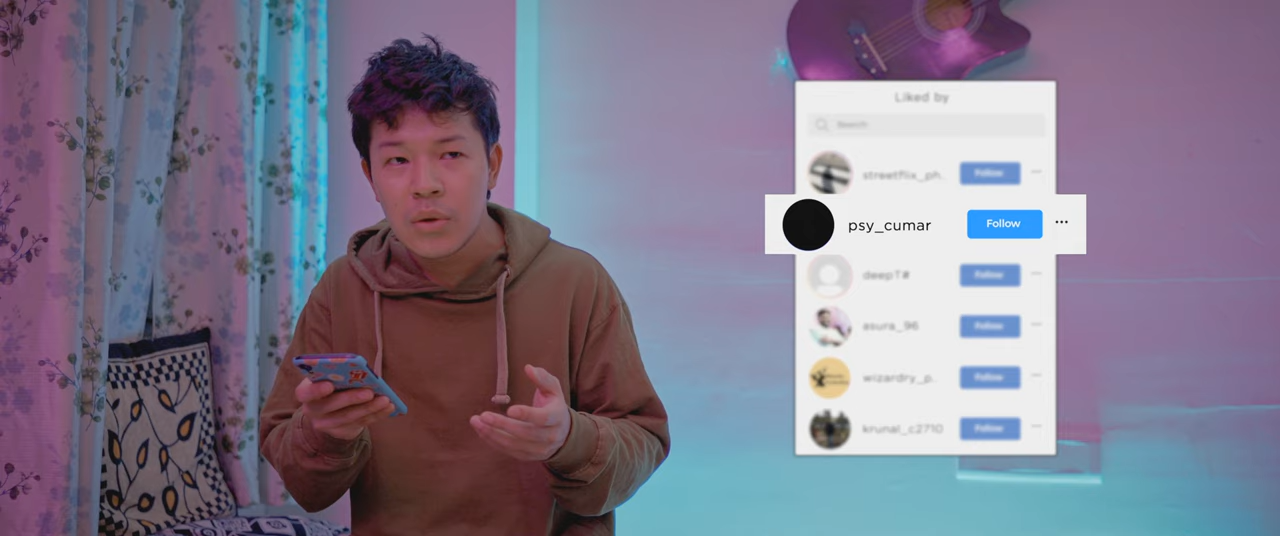 Liked by
Search
streetflix_ph.
Follow
psy_cumar
Follow
deepT#
Follow
asura_96
Follow
wizardry_p.
Follow
krunal_c2710
Follow